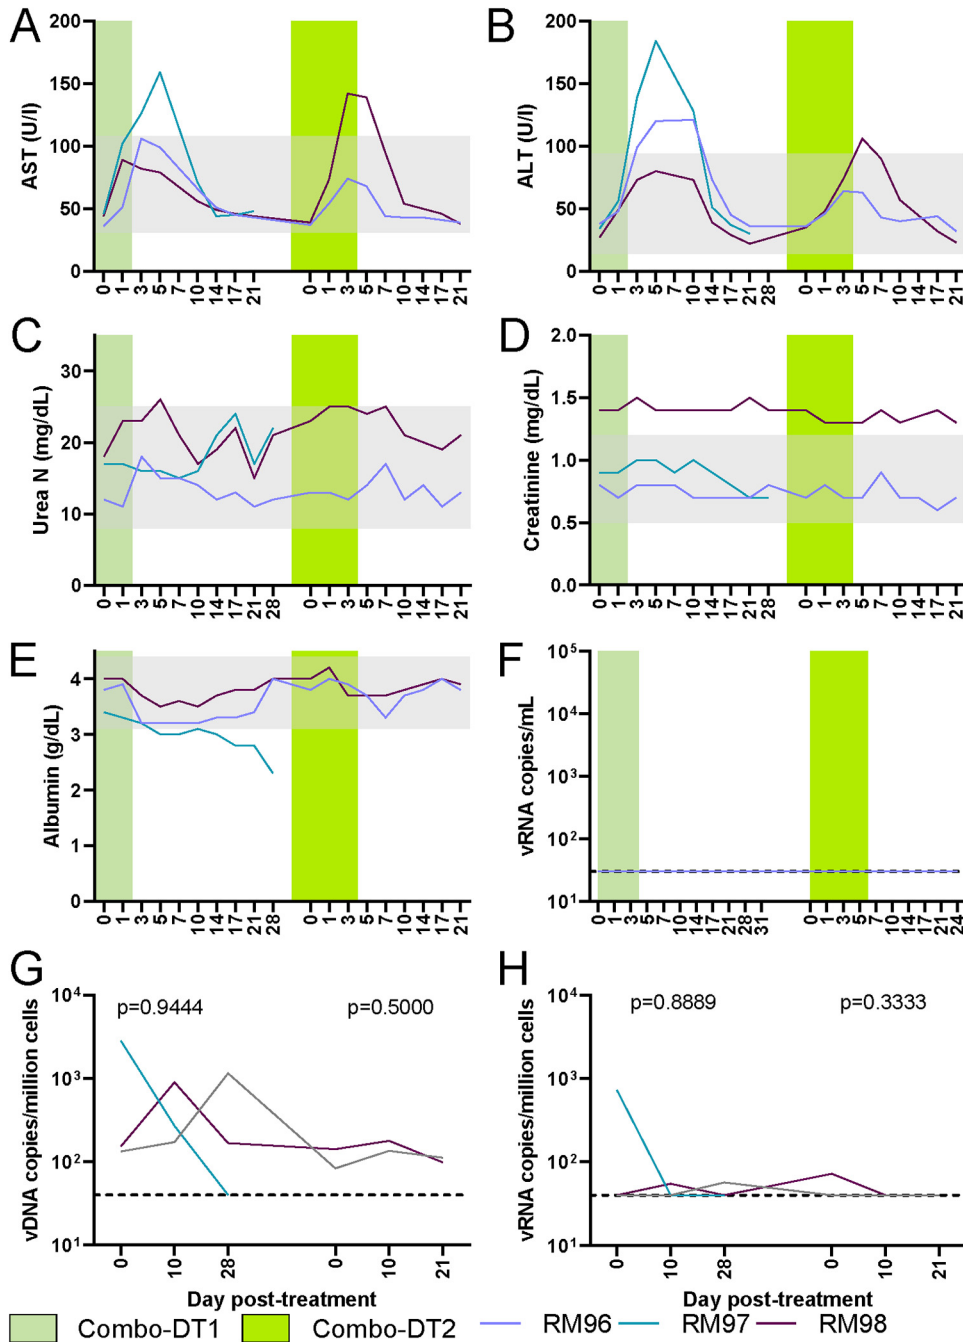 A
AST (U/l)
200
150
100
50
0
0 1 3 5 7 10 14 17 21 0 1 3 5 7 10 14 17 21
B
ALT (U/l)
200
150
100
50
0
0 1 3 5 7 10 14 17 21 28 0 1 3 5 7 10 14 17 21
C
Urea N (mg/dL)
30
20
10
0
0 1 3 5 7 10 14 17 21 28 0 1 3 5 7 10 14 17 21
D
Creatinine (mg/dL)
2.0
1.5
1.0
0.5
0.0
0 1 3 5 7 10 14 17 21 28 0 1 3 5 7 10 14 17 21
E
Albumin (g/dL)
4
3
2
1
0
0 1 3 5 7 10 14 17 21 28 0 1 3 5 7 10 14 17 21
F
vRNA copies/mL
10⁵
10⁴
10³
10²
10¹
0 1 3 5 7 10 14 17 21 28 31 0 1 3 5 7 10 14 17 21 24
G
vDNA copies/million cells
10⁴
10³
10²
10¹
p=0.9444 p=0.5000
0 10 28 0 10 21
Day post-treatment
H
vRNA copies/million cells
10⁴
10³
10²
10¹
p=0.8889 p=0.3333
0 10 28 0 10 21
Day post-treatment
Combo-DT1 Combo-DT2 RM96 RM97 RM98